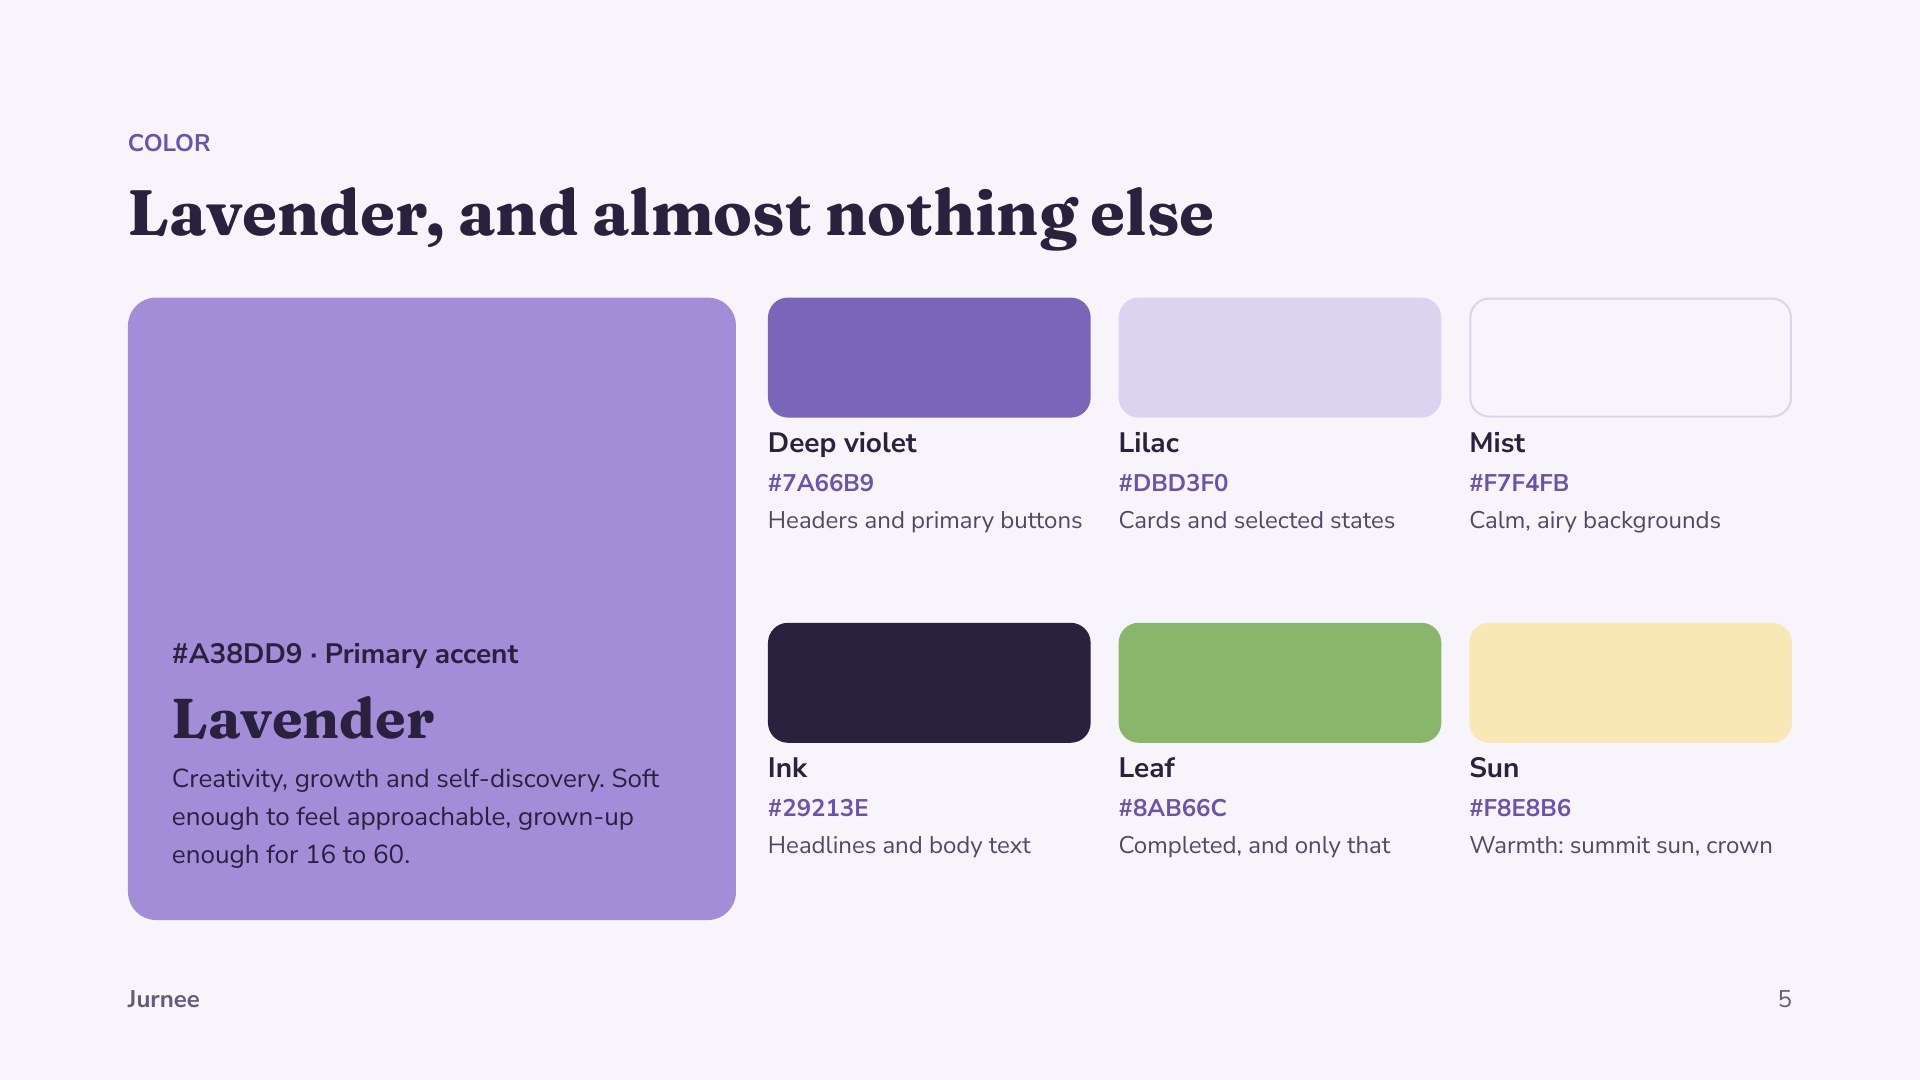 COLOR
Lavender, and almost nothing else
#A38DD9 · Primary accent
Lavender
Creativity, growth and self-discovery. Soft
enough to feel approachable, grown-up
enough for 16 to 60.
Deep violet
#7A66B9
Headers and primary buttons
Lilac
#DBD3F0
Cards and selected states
Mist
#F7F4FB
Calm, airy backgrounds
Ink
#29213E
Headlines and body text
Leaf
#8AB66C
Completed, and only that
Sun
#F8E8B6
Warmth: summit sun, crown
Jurnee
5